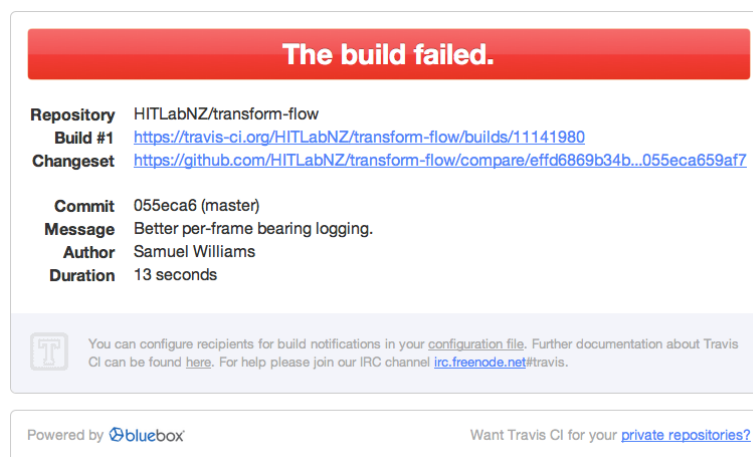 The build failed.
Repository HITLabNZ/transform-flow
Build #1 https://travis-ci.org/HITLabNZ/transform-flow/builds/11141980
Changeset https://github.com/HITLabNZ/transform-flow/compare/effd6869b34b...055eca659af7
Commit 055eca6 (master)
Message Better per-frame bearing logging.
Author Samuel Williams
Duration 13 seconds
You can configure recipients for build notifications in your configuration file. Further documentation about Travis
CI can be found here. For help please join our IRC channel irc.freenode.net#travis.
Powered by bluebox
Want Travis CI for your private repositories?